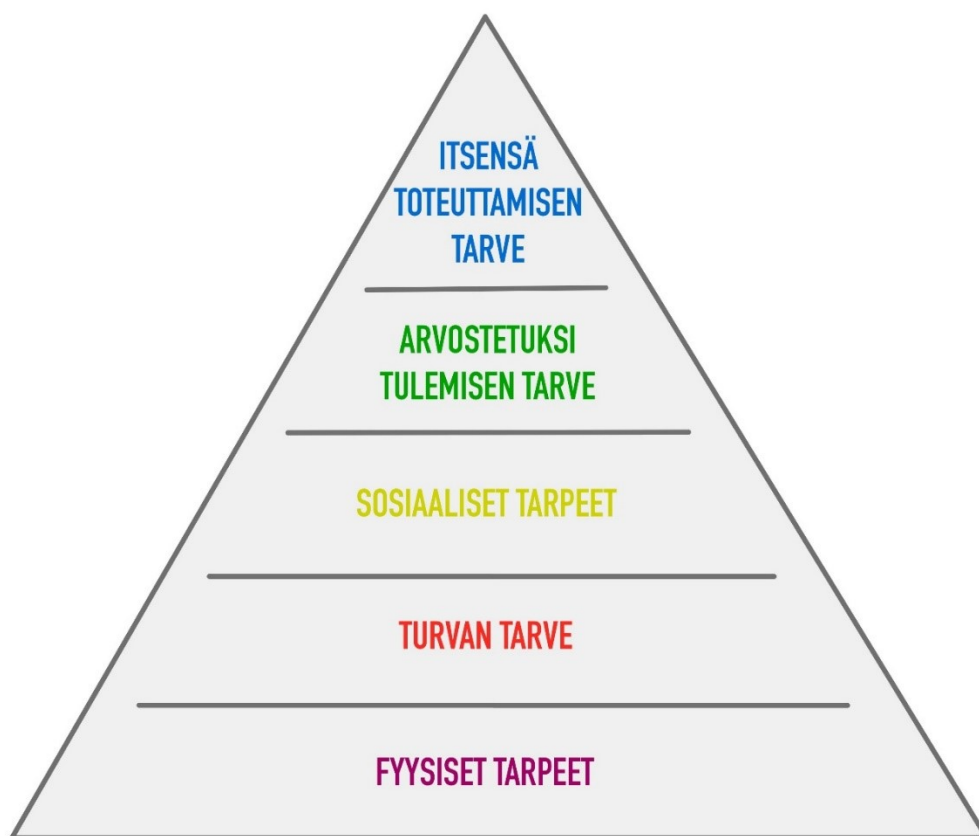 ITSENSÄ
TOTEUTTAMISEN
TARVE
ARVOSTETUKSI
TULEMISEN TARVE
SOSIAALISET TARPEET
TURVAN TARVE
FYYSISET TARPEET